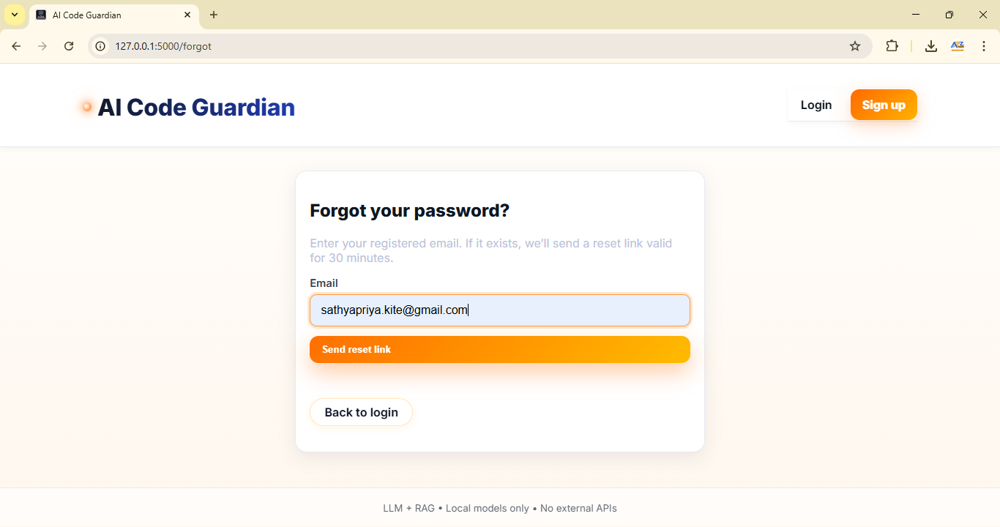 AI Code Guardian
127.0.0.1:5000/forgot
AI Code Guardian
Login
Sign up
Forgot your password?
Enter your registered email. If it exists, we'll send a reset link valid
for 30 minutes.
Email
sathyapriya.kite@gmail.com
Send reset link
Back to login
LLM + RAG • Local models only • No external APIs